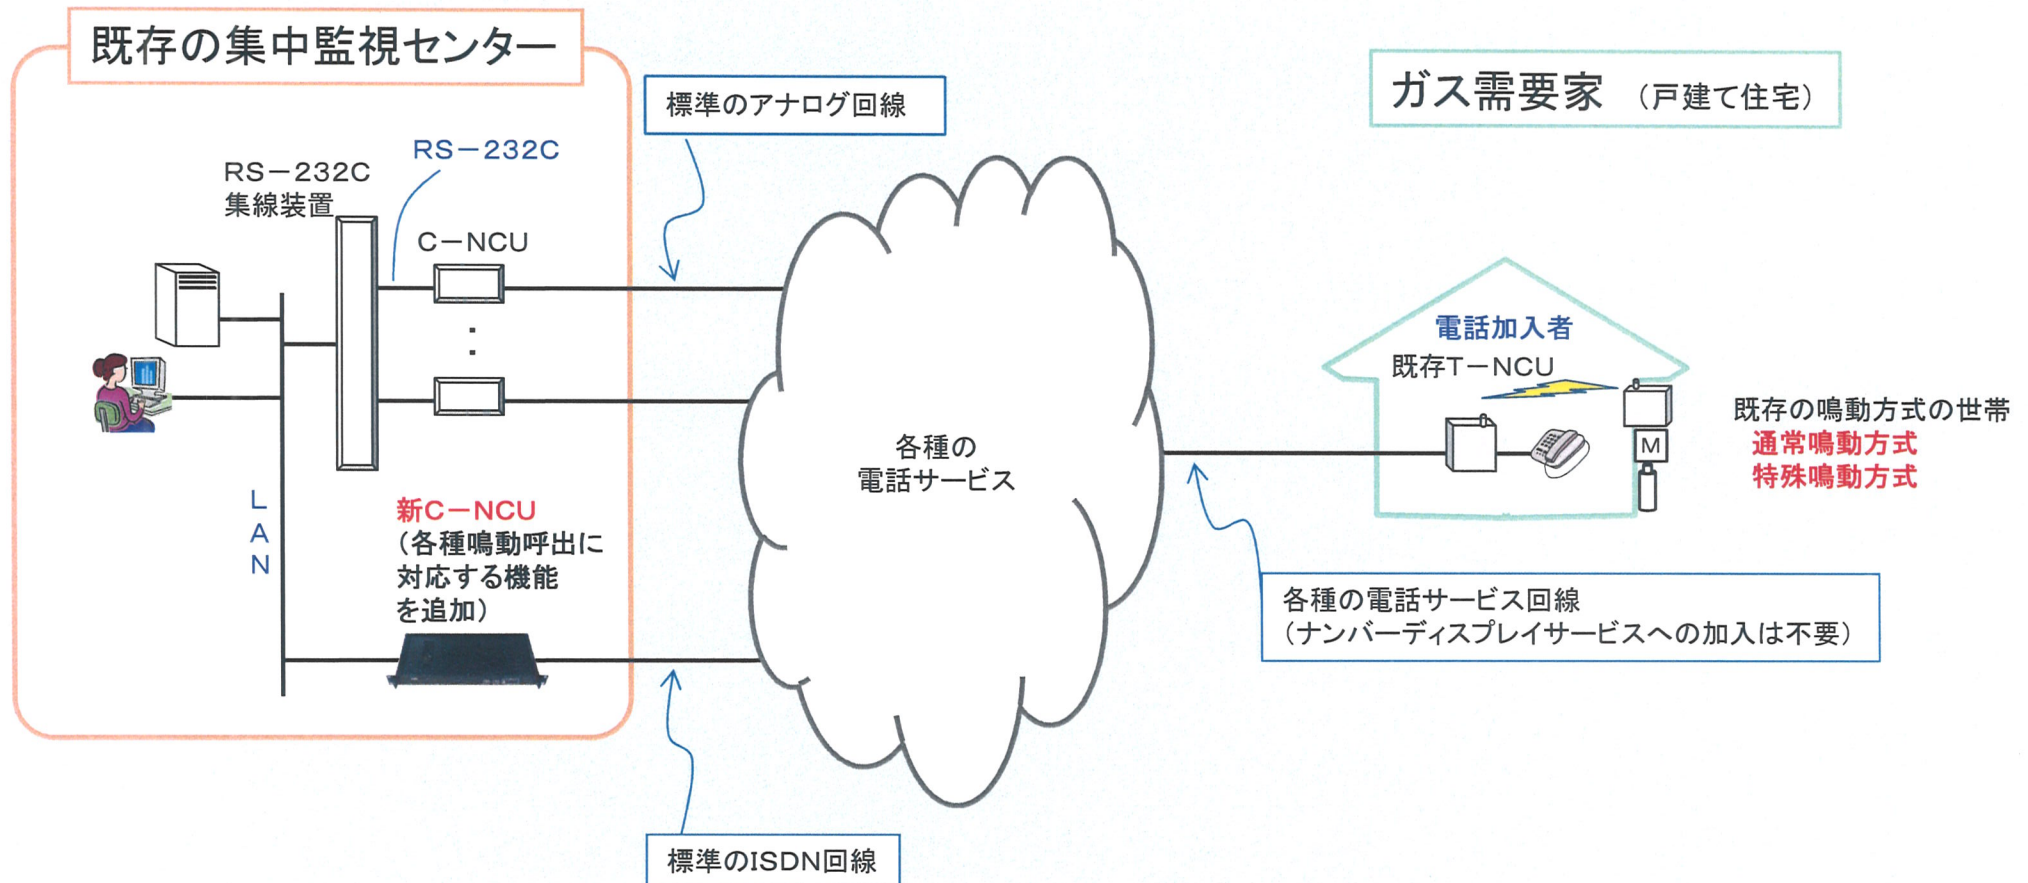 既存の集中監視センター
標準のアナログ回線
ガス需要家 （戸建て住宅）
RS－232C
RS－232C
集線装置
C－NCU
電話加入者
既存T－NCU
既存の鳴動方式の世帯
通常鳴動方式
特殊鳴動方式
M
各種の
電話サービス
L
A
N
新C－NCU
（各種鳴動呼出に
対応する機能
を追加）
各種の電話サービス回線
（ナンバーディスプレイサービスへの加入は不要）
標準のISDN回線